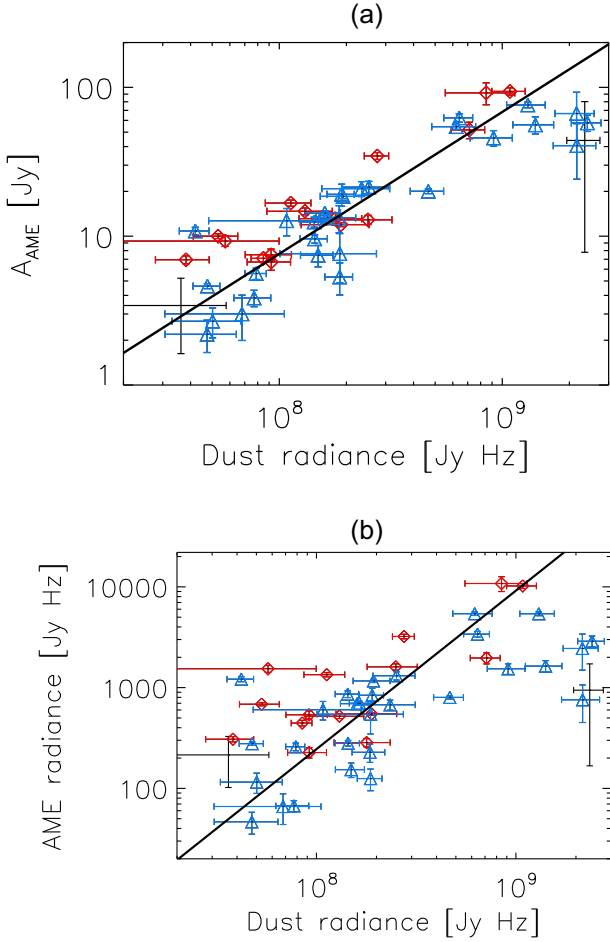 (a)
100
10
1
A_AME [Jy]
10^8
10^9
Dust radiance [Jy Hz]
(b)
10000
1000
100
AME radiance [Jy Hz]
10^8
10^9
Dust radiance [Jy Hz]